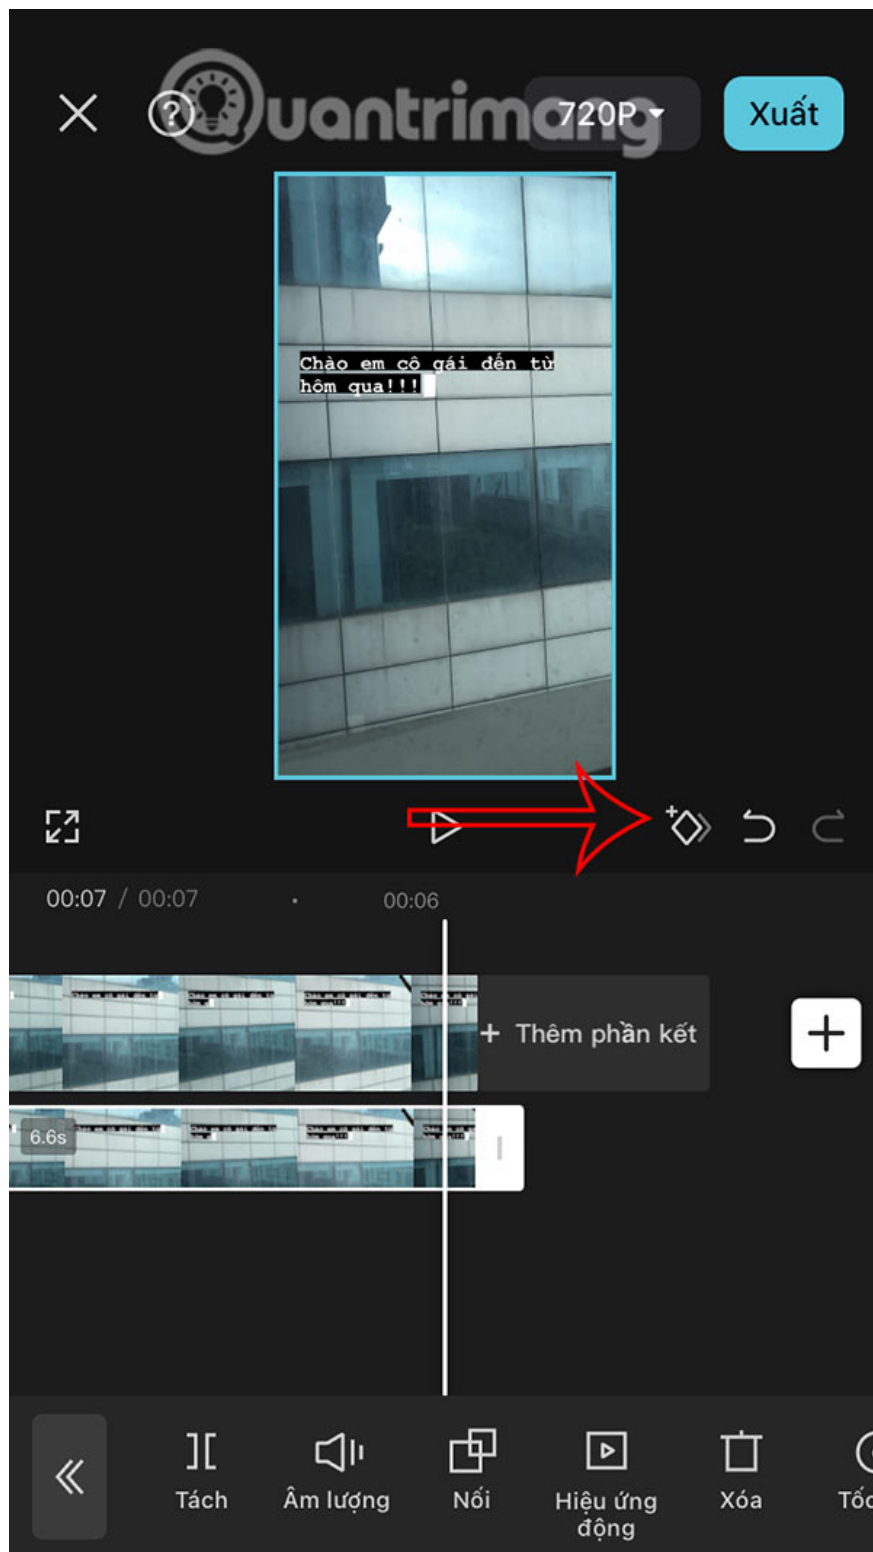 Quantrimang
720P
Xuất
Chào em cô gái đến từ
hôm qua!!!
00:07 / 00:07
00:06
+ Thêm phần kết
6.6s
Tách
Âm lượng
Nối
Hiệu ứng
động
Xóa
Tốc